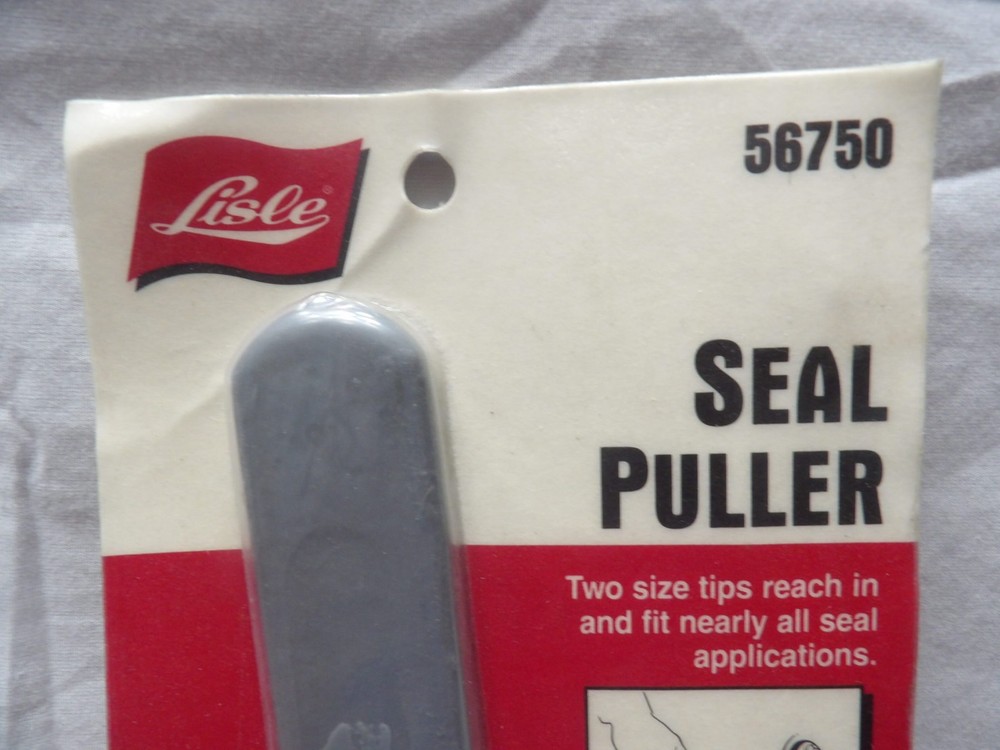 Lisle®
56750
SEAL
PULLER
Two size tips reach in
and fit nearly all seal
applications.